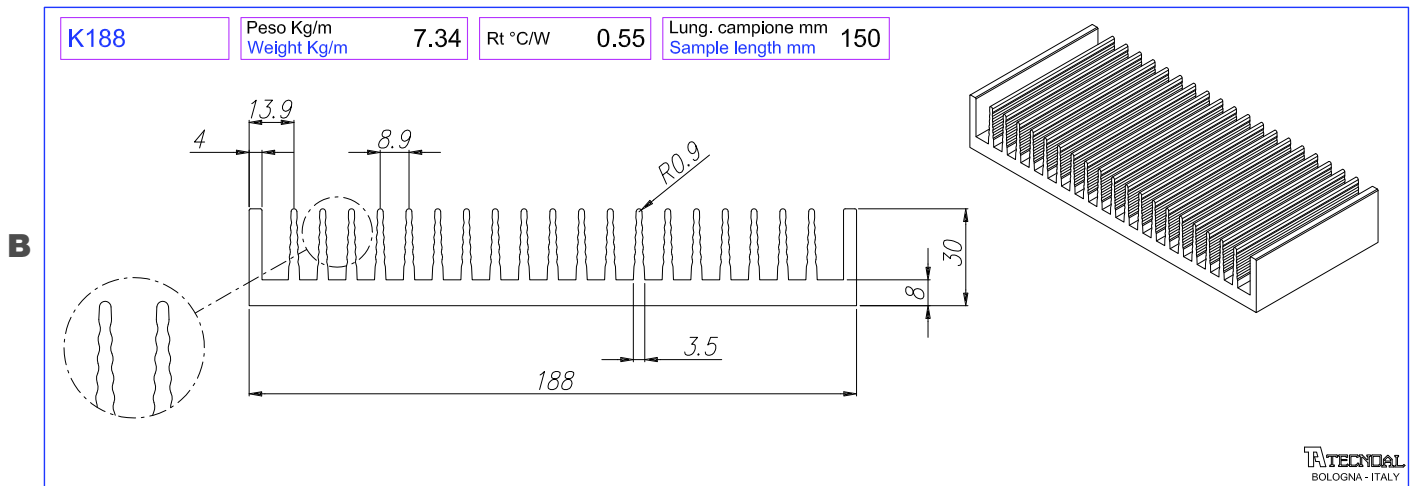 K188
Peso Kg/m
Weight Kg/m
7.34
Rt °C/W
0.55
Lung. campione mm
Sample length mm
150
13.9
4
8.9
R0.9
B
30
8
3.5
188
TECNOAL
BOLOGNA - ITALY